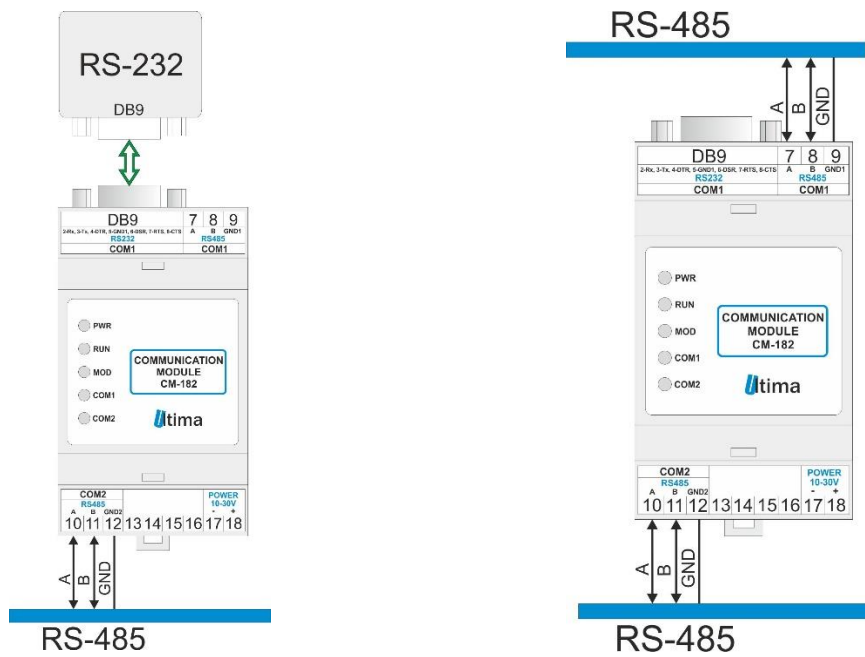 RS-232
DB9
DB9 7 8 9
2-Rx, 3-Tx, 4-DTR, 5-GND1, 6-DSR, 7-RTS, 8-CTS A B GND1
RS232 RS485
COM1 COM1
PWR
RUN
MOD
COM1
COM2
COMMUNICATION
MODULE
CM-182
Ultima
COM2 POWER
RS485 10-30V
A B GND2 - +
10 11 12 13 14 15 16 17 18
A B GND
RS-485
RS-485
A B GND
DB9 7 8 9
2-Rx, 3-Tx, 4-DTR, 5-GND1, 6-DSR, 7-RTS, 8-CTS A B GND1
RS232 RS485
COM1 COM1
PWR
RUN
MOD
COM1
COM2
COMMUNICATION
MODULE
CM-182
Ultima
COM2 POWER
RS485 10-30V
A B GND2 - +
10 11 12 13 14 15 16 17 18
A B GND
RS-485